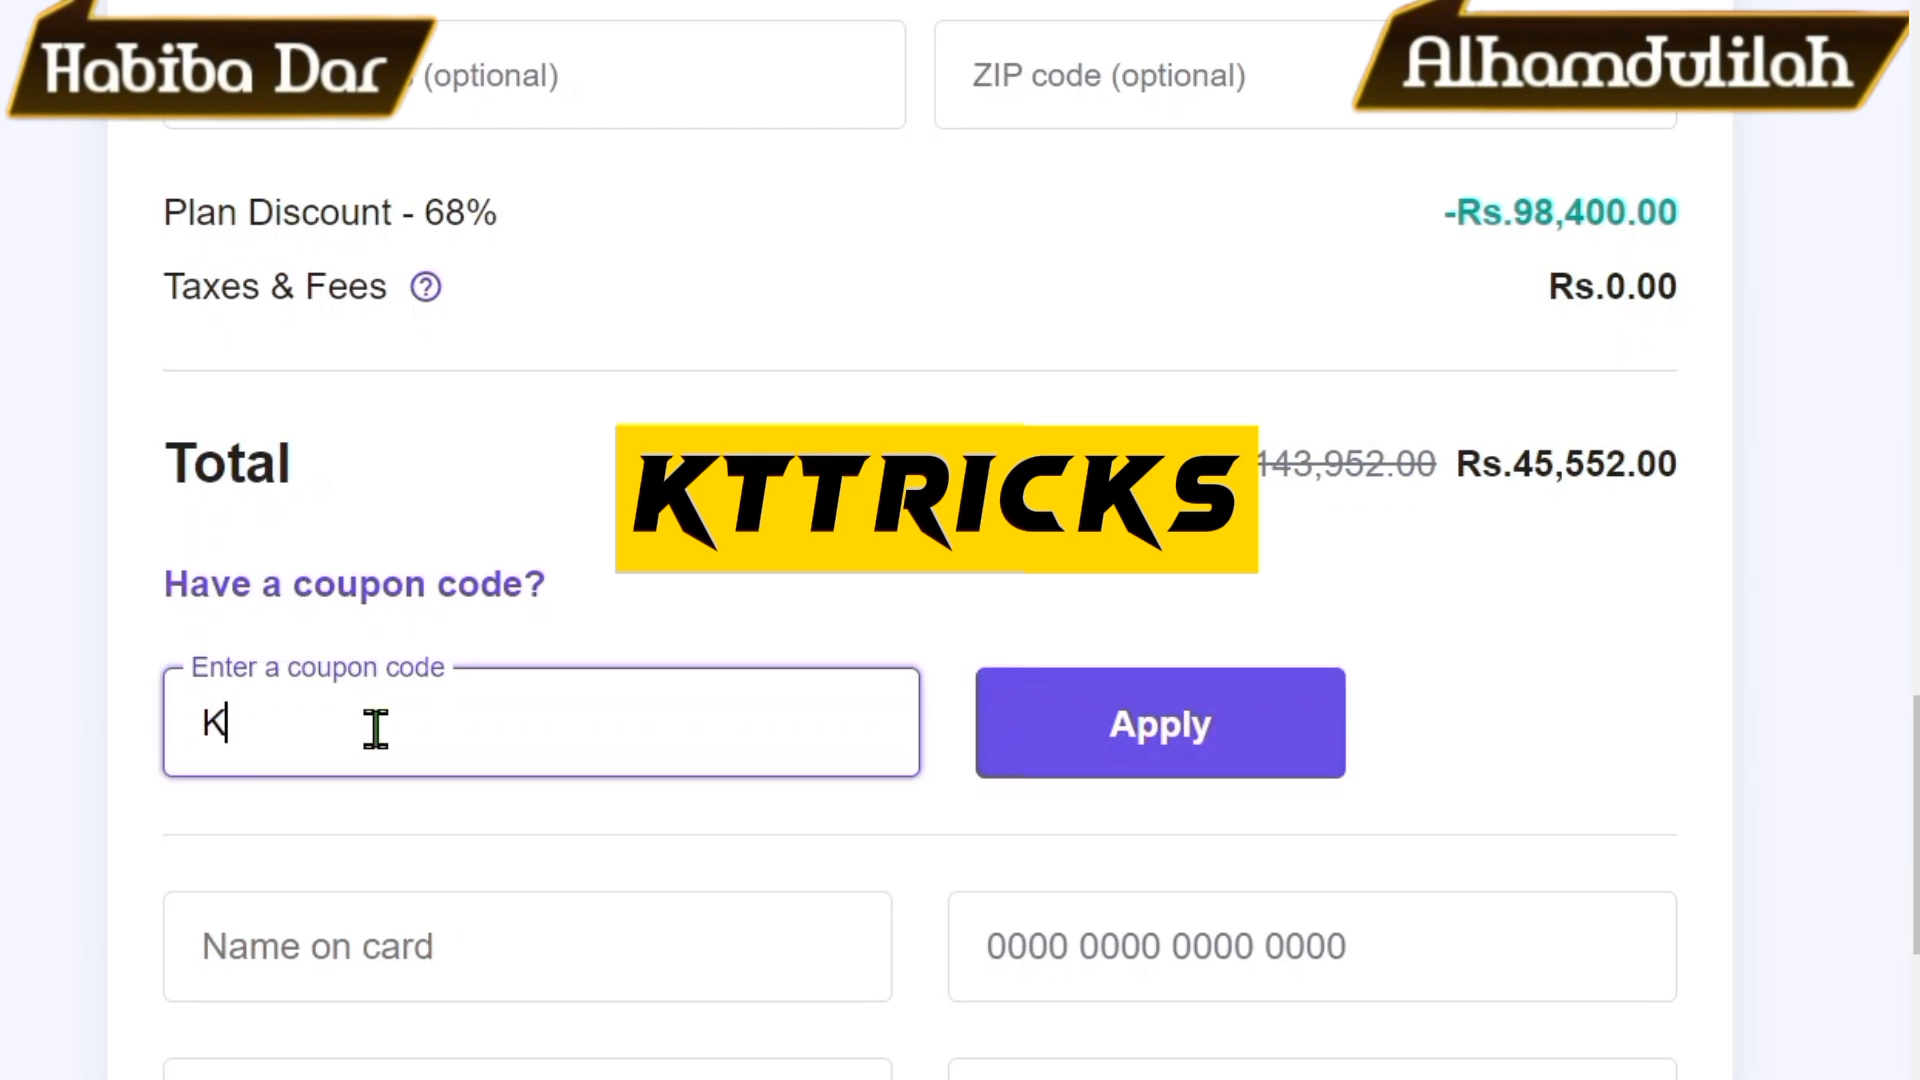 Habiba Dar
(optional)
ZIP code (optional)
Alhamdulilah
Plan Discount - 68%
-Rs.98,400.00
Taxes & Fees ?
Rs.0.00
Total
KTTRICKS
143,952.00 Rs.45,552.00
Have a coupon code?
Enter a coupon code
K
Apply
Name on card
0000 0000 0000 0000